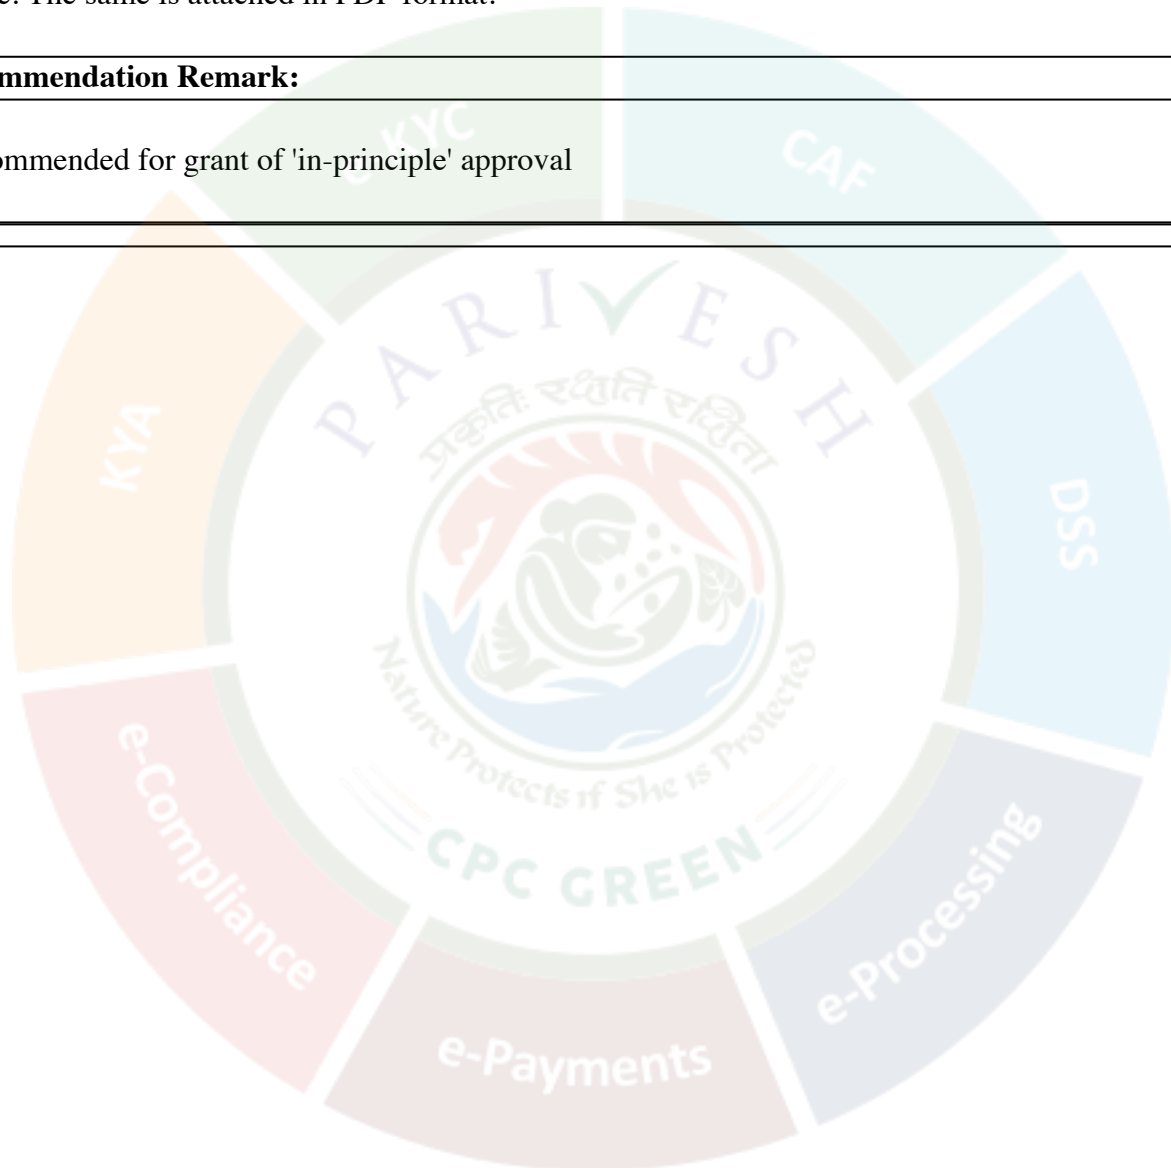 e. The same is attached in PDF format.
mmendation Remark:
ommended for grant of 'in-principle' approval
e-KYC
CAF
KYA
DSS
PARIVESH
प्रकृतिः रक्षति रक्षिता
Nature Protects if She is Protected
CPC GREEN
e-Compliance
e-Processing
e-Payments